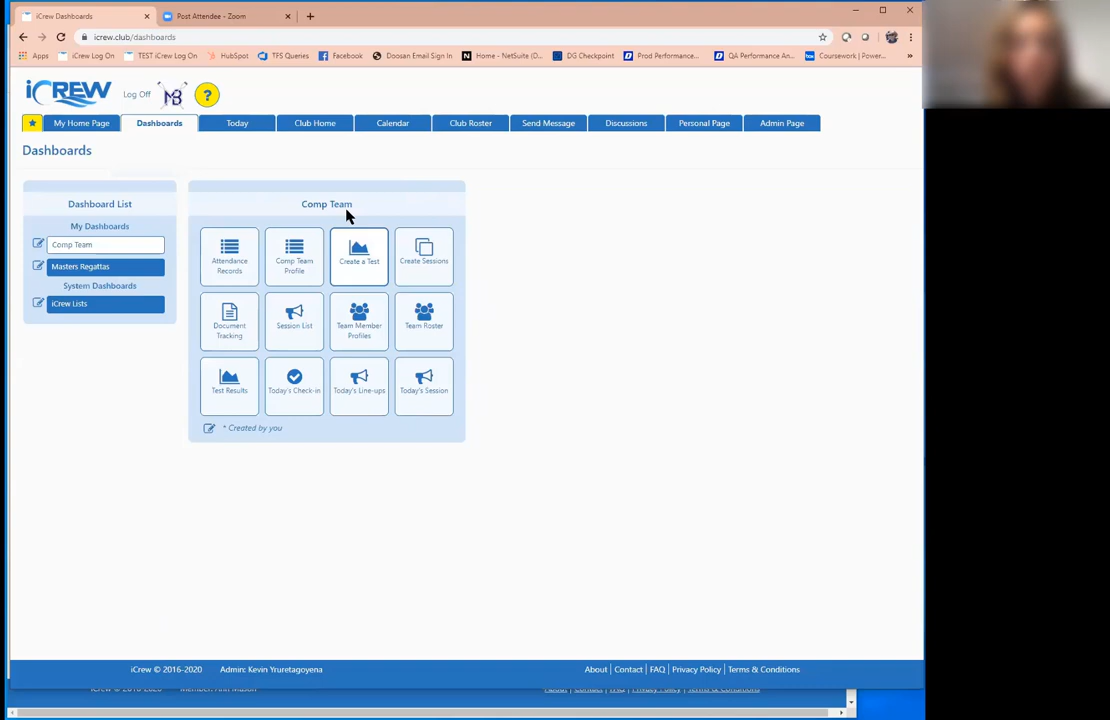 iCrew Dashboards
Post Attendee - Zoom
icrew.club/dashboards
Apps
iCrew Log On
TEST iCrew Log On
HubSpot
TFS Queries
Facebook
Doosan Email Sign In
Home - NetSuite (O...
DG Checkpoint
Prod Performance...
QA Performance An...
Coursework | Power...
iCREW
Log Off
MB
?
My Home Page
Dashboards
Today
Club Home
Calendar
Club Roster
Send Message
Discussions
Personal Page
Admin Page
Dashboards
Dashboard List
My Dashboards
Comp Team
Masters Regattas
System Dashboards
iCrew Lists
Comp Team
Attendance Records
Comp Team Profile
Create a Test
Create Sessions
Document Tracking
Session List
Team Member Profiles
Team Roster
Test Results
Today's Check-in
Today's Line-ups
Today's Session
* Created by you
iCrew © 2016-2020
Admin: Kevin Yruretagoyena
About | Contact | FAQ | Privacy Policy | Terms & Conditions